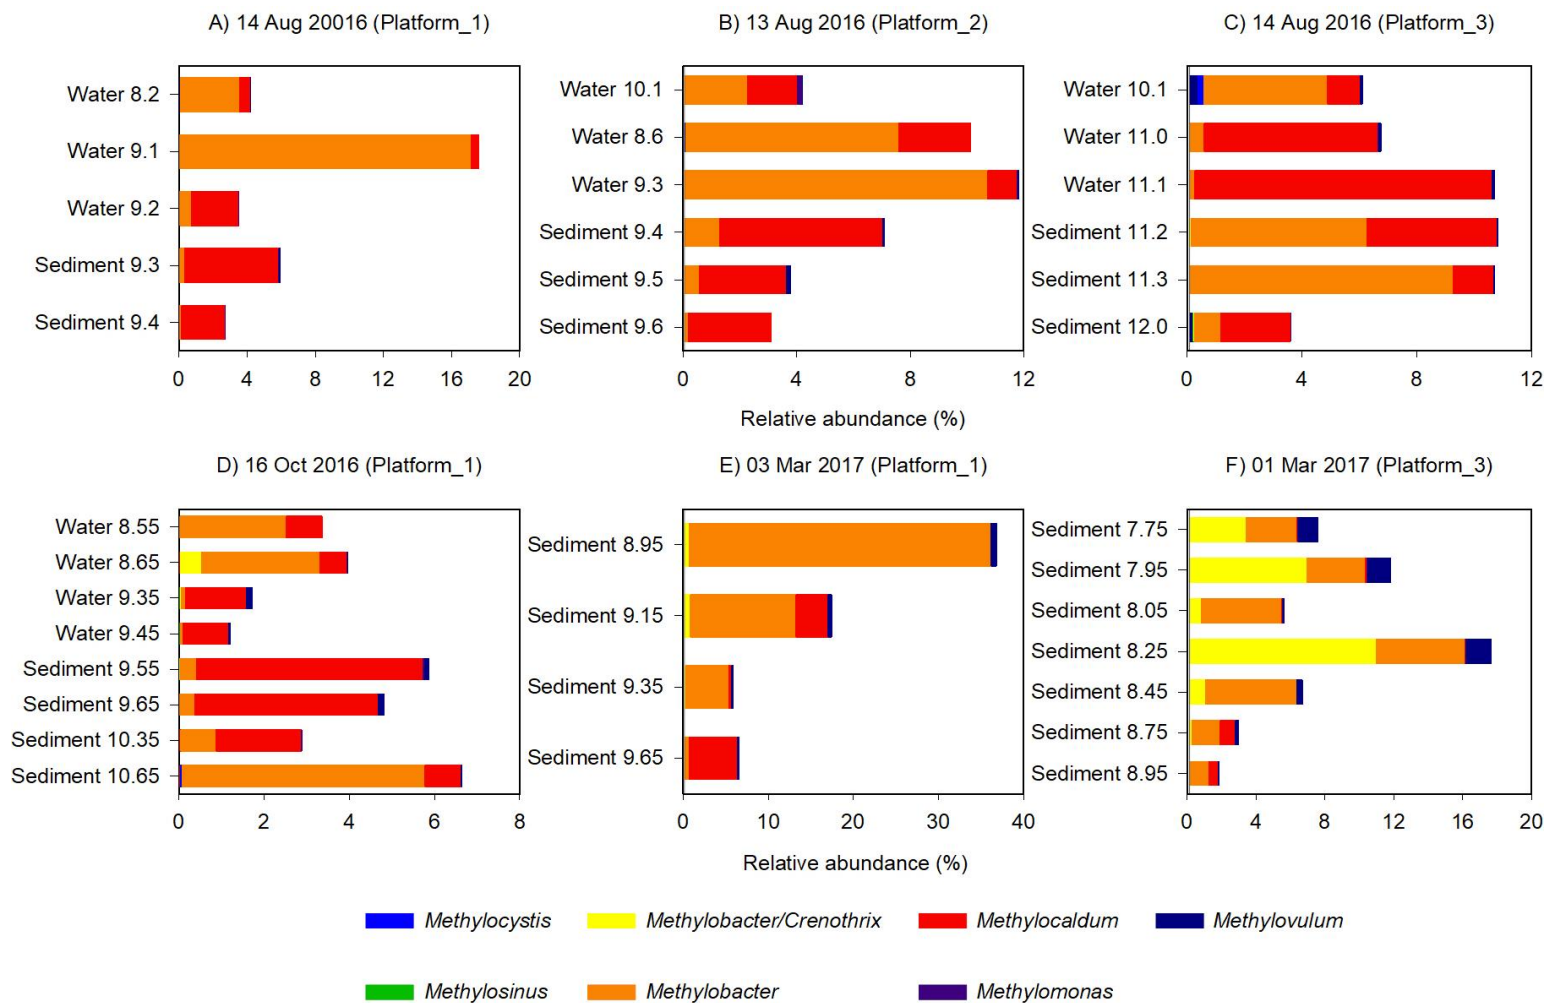 A) 14 Aug 20016 (Platform_1)
Water 8.2
Water 9.1
Water 9.2
Sediment 9.3
Sediment 9.4
0 4 8 12 16 20
B) 13 Aug 2016 (Platform_2)
Water 10.1
Water 8.6
Water 9.3
Sediment 9.4
Sediment 9.5
Sediment 9.6
0 4 8 12
C) 14 Aug 2016 (Platform_3)
Water 10.1
Water 11.0
Water 11.1
Sediment 11.2
Sediment 11.3
Sediment 12.0
0 4 8 12
Relative abundance (%)
D) 16 Oct 2016 (Platform_1)
Water 8.55
Water 8.65
Water 9.35
Water 9.45
Sediment 9.55
Sediment 9.65
Sediment 10.35
Sediment 10.65
0 2 4 6 8
E) 03 Mar 2017 (Platform_1)
Sediment 8.95
Sediment 9.15
Sediment 9.35
Sediment 9.65
0 10 20 30 40
F) 01 Mar 2017 (Platform_3)
Sediment 7.75
Sediment 7.95
Sediment 8.05
Sediment 8.25
Sediment 8.45
Sediment 8.75
Sediment 8.95
0 4 8 12 16 20
Relative abundance (%)
Methylocystis Methylobacter/Crenothrix Methylocaldum Methylovulum
Methylosinus Methylobacter Methylomonas